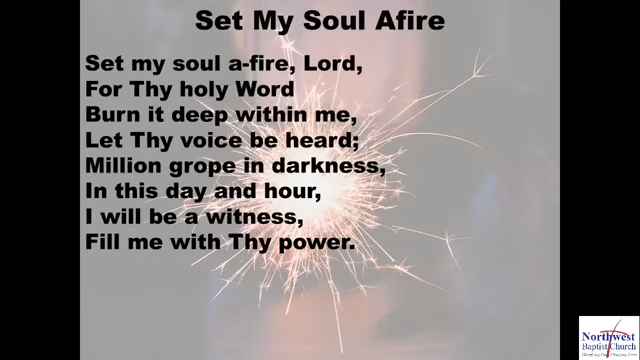 Set My Soul Afire
Set my soul a-fire, Lord,
For Thy holy Word
Burn it deep within me,
Let Thy voice be heard;
Million grope in darkness,
In this day and hour,
I will be a witness,
Fill me with Thy power.
Northwest
Baptist Church